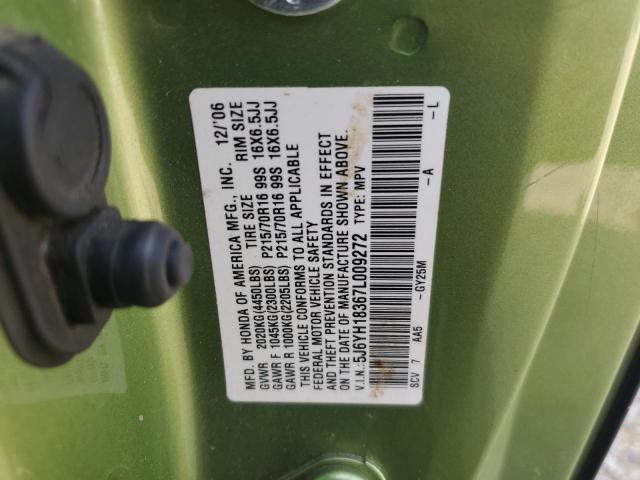 MFD. BY HONDA OF AMERICA MFG., INC. 12/'06
GVWR 2020KG(4450LBS) TIRE SIZE RIM SIZE
GAWR F 1045KG(2300LBS) P215/70R16 99S 16X6.5JJ
GAWR R 1000KG(2205LBS) P215/70R16 99S 16X6.5JJ
THIS VEHICLE CONFORMS TO ALL APPLICABLE
FEDERAL MOTOR VEHICLE SAFETY
AND THEFT PREVENTION STANDARDS IN EFFECT
ON THE DATE OF MANUFACTURE SHOWN ABOVE.
V.I.N.: 5J6YH18367L009272 TYPE: MPV
SCV 7 AA5 -GY25M -A -L